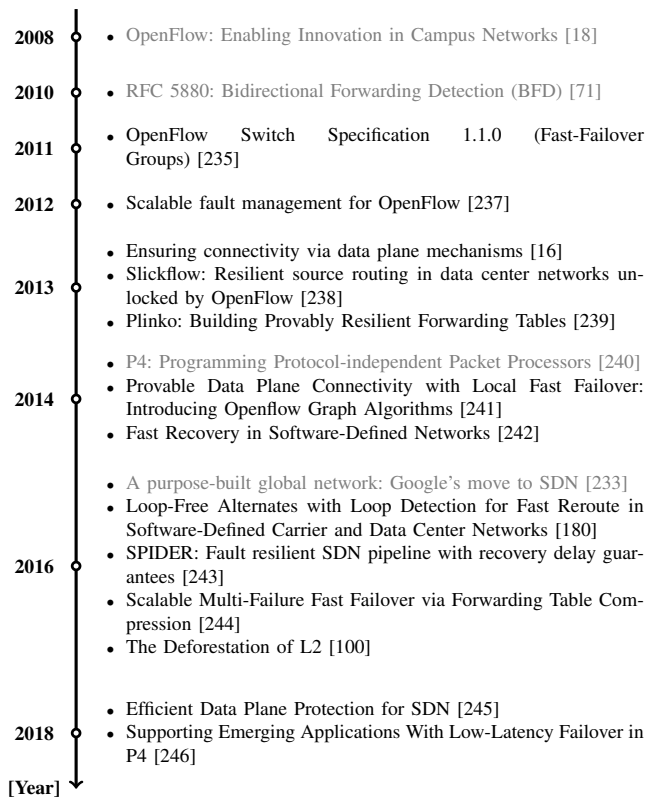 2008
• OpenFlow: Enabling Innovation in Campus Networks [18]
2010
• RFC 5880: Bidirectional Forwarding Detection (BFD) [71]
2011
• OpenFlow Switch Specification 1.1.0 (Fast-Failover
Groups) [235]
2012
• Scalable fault management for OpenFlow [237]
2013
• Ensuring connectivity via data plane mechanisms [16]
• Slickflow: Resilient source routing in data center networks un-
locked by OpenFlow [238]
• Plinko: Building Provably Resilient Forwarding Tables [239]
2014
• P4: Programming Protocol-independent Packet Processors [240]
• Provable Data Plane Connectivity with Local Fast Failover:
Introducing Openflow Graph Algorithms [241]
• Fast Recovery in Software-Defined Networks [242]
2016
• A purpose-built global network: Google's move to SDN [233]
• Loop-Free Alternates with Loop Detection for Fast Reroute in
Software-Defined Carrier and Data Center Networks [180]
• SPIDER: Fault resilient SDN pipeline with recovery delay guar-
antees [243]
• Scalable Multi-Failure Fast Failover via Forwarding Table Com-
pression [244]
• The Deforestation of L2 [100]
2018
• Efficient Data Plane Protection for SDN [245]
• Supporting Emerging Applications With Low-Latency Failover in
P4 [246]
[Year]